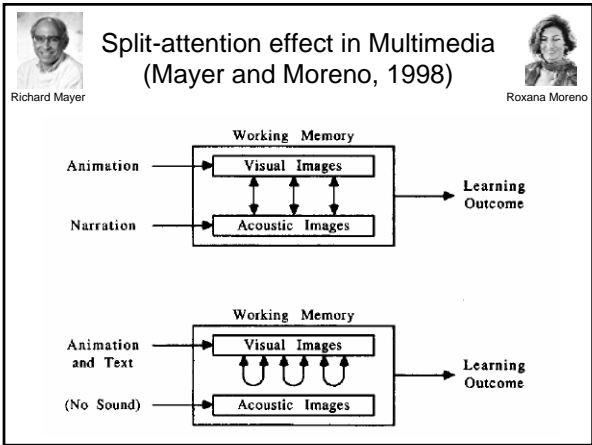 Split-attention effect in Multimedia
(Mayer and Moreno, 1998)
Richard Mayer
Roxana Moreno
Working Memory
Animation
Visual Images
Learning
Outcome
Narration
Acoustic Images
Working Memory
Animation
and Text
Visual Images
Learning
Outcome
(No Sound)
Acoustic Images